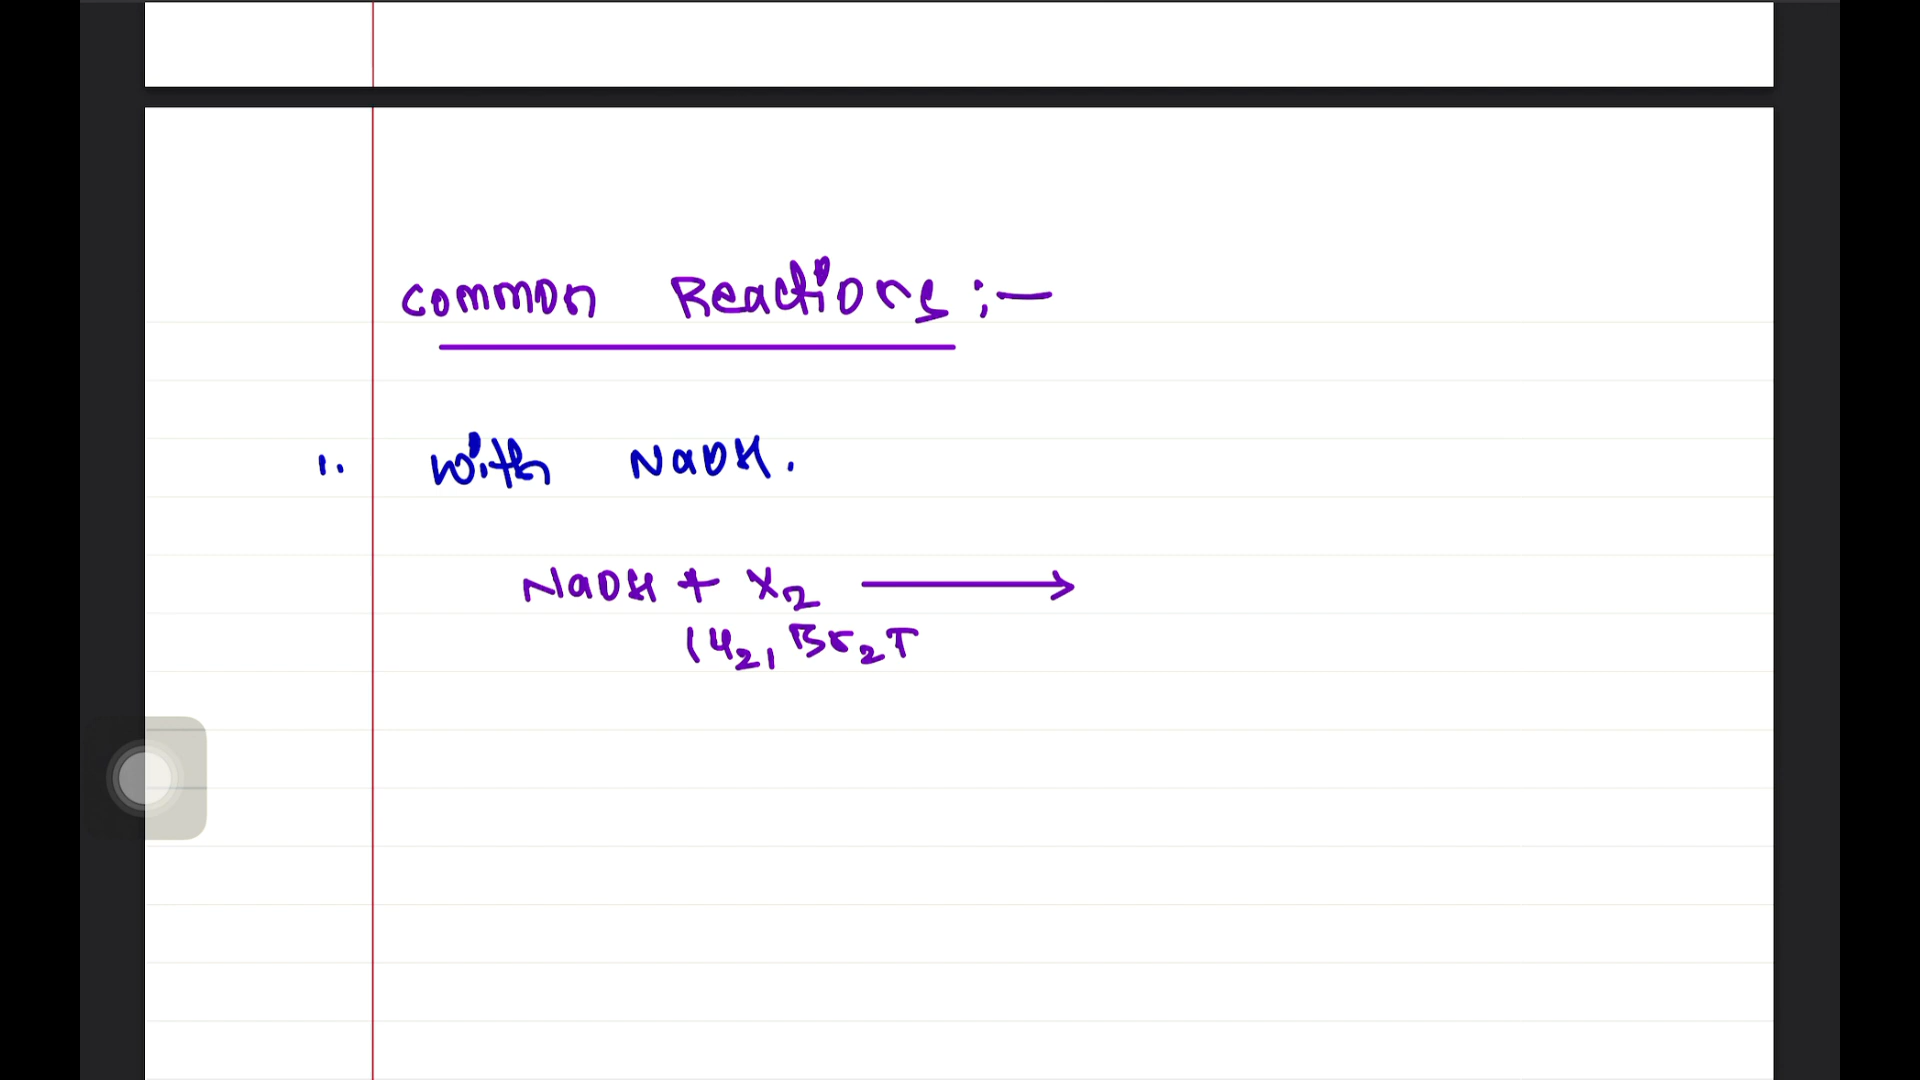 Common Reactions :-
1. With NaOH.
NaOH + X2 ⟶
(Cl2, Br2, I